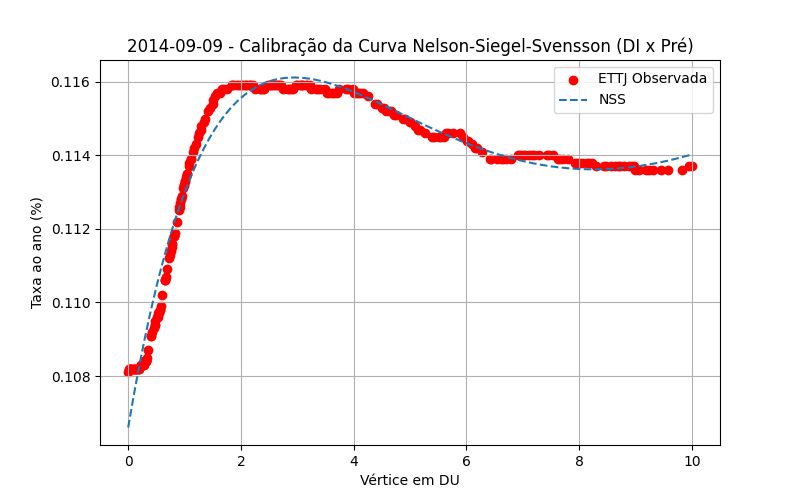 2014-09-09 - Calibração da Curva Nelson-Siegel-Svensson (DI x Pré)
ETTJ Observada
NSS
Taxa ao ano (%)
0.116
0.114
0.112
0.110
0.108
0 2 4 6 8 10
Vértice em DU